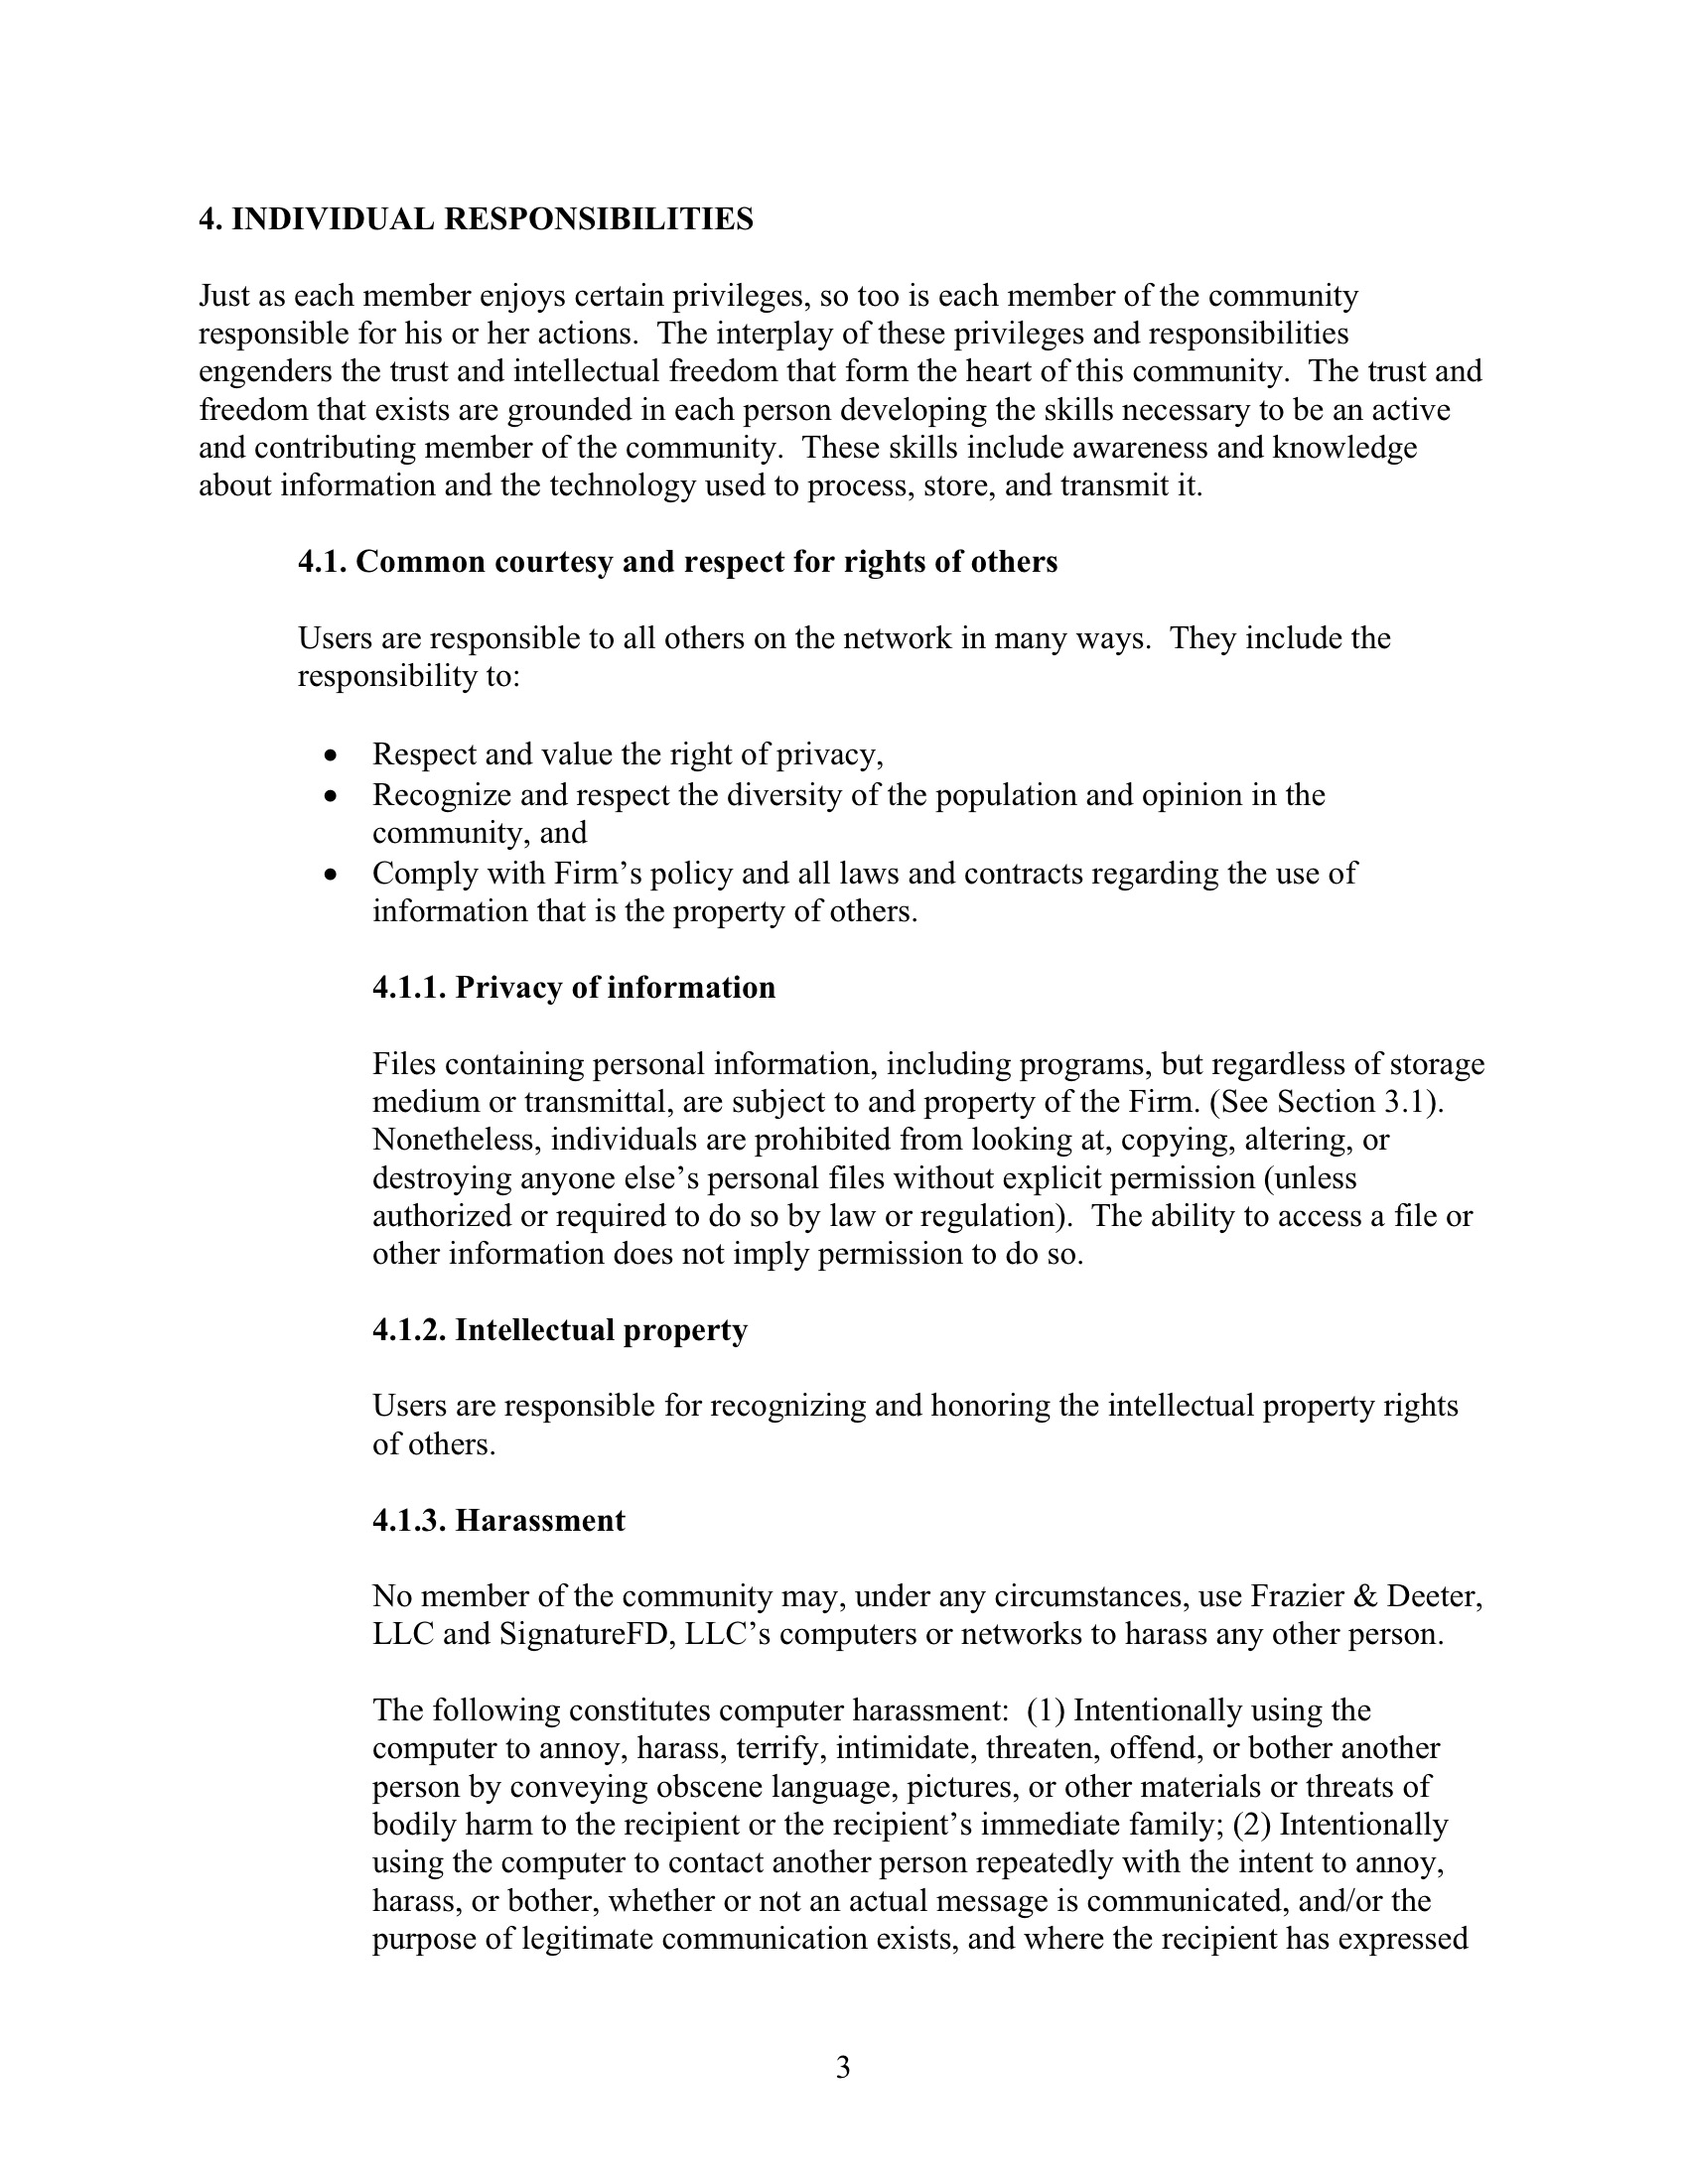 4. INDIVIDUAL RESPONSIBILITIES
Just as each member enjoys certain privileges, so too is each member of the community
responsible for his or her actions.  The interplay of these privileges and responsibilities
engenders the trust and intellectual freedom that form the heart of this community.  The trust and
freedom that exists are grounded in each person developing the skills necessary to be an active
and contributing member of the community.  These skills include awareness and knowledge
about information and the technology used to process, store, and transmit it.
4.1. Common courtesy and respect for rights of others
Users are responsible to all others on the network in many ways.  They include the
responsibility to:
• Respect and value the right of privacy,
• Recognize and respect the diversity of the population and opinion in the
community, and
• Comply with Firm’s policy and all laws and contracts regarding the use of
information that is the property of others.
4.1.1. Privacy of information
Files containing personal information, including programs, but regardless of storage
medium or transmittal, are subject to and property of the Firm. (See Section 3.1).
Nonetheless, individuals are prohibited from looking at, copying, altering, or
destroying anyone else’s personal files without explicit permission (unless
authorized or required to do so by law or regulation).  The ability to access a file or
other information does not imply permission to do so.
4.1.2. Intellectual property
Users are responsible for recognizing and honoring the intellectual property rights
of others.
4.1.3. Harassment
No member of the community may, under any circumstances, use Frazier & Deeter,
LLC and SignatureFD, LLC’s computers or networks to harass any other person.
The following constitutes computer harassment:  (1) Intentionally using the
computer to annoy, harass, terrify, intimidate, threaten, offend, or bother another
person by conveying obscene language, pictures, or other materials or threats of
bodily harm to the recipient or the recipient’s immediate family; (2) Intentionally
using the computer to contact another person repeatedly with the intent to annoy,
harass, or bother, whether or not an actual message is communicated, and/or the
purpose of legitimate communication exists, and where the recipient has expressed
3